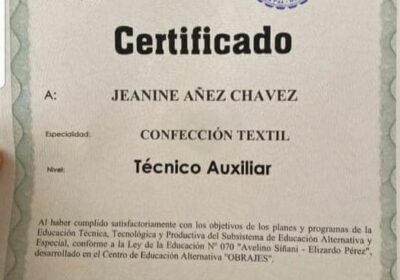 Certificado
A: JEANINE AÑEZ CHAVEZ
Especialidad: CONFECCIÓN TEXTIL
Nivel: Técnico Auxiliar
Al haber cumplido satisfactoriamente con los objetivos de los planes y programas de la
Educación Técnica, Tecnológica y Productiva del Subsistema de Educación Alternativa y
Especial, conforme a la Ley de la Educación Nº 070 "Avelino Siñani - Elizardo Pérez",
desarrollado en el Centro de Educación Alternativa "OBRAJES".